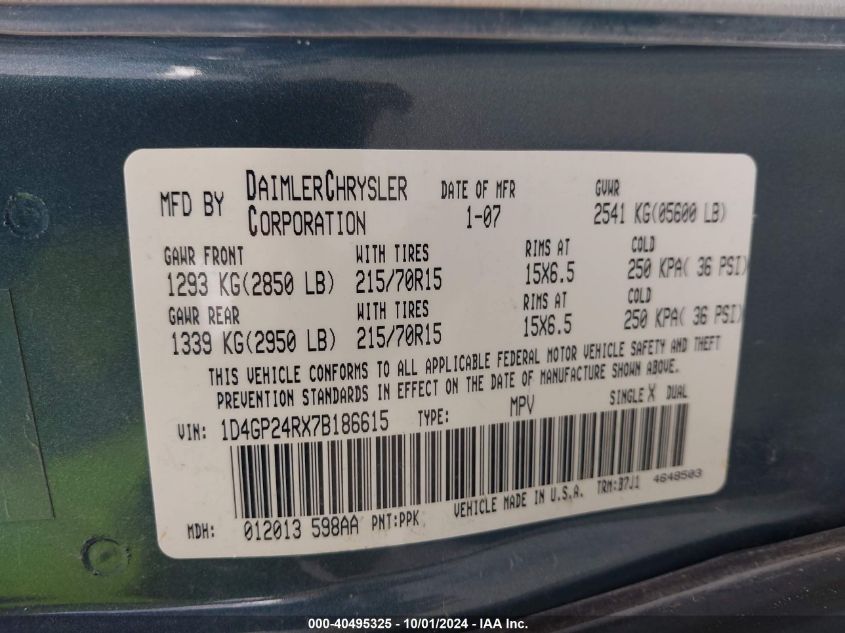 MFD BY DAIMLERCHRYSLER CORPORATION DATE OF MFR 1-07 GVWR 2541 KG(05600 LB)
GAWR FRONT WITH TIRES RIMS AT COLD
1293 KG(2850 LB) 215/70R15 15X6.5 250 KPA( 36 PSI)
GAWR REAR WITH TIRES RIMS AT COLD
1339 KG(2950 LB) 215/70R15 15X6.5 250 KPA( 36 PSI)
THIS VEHICLE CONFORMS TO ALL APPLICABLE FEDERAL MOTOR VEHICLE SAFETY AND THEFT
PREVENTION STANDARDS IN EFFECT ON THE DATE OF MANUFACTURE SHOWN ABOVE.
VIN: 1D4GP24RX7B186615 TYPE: MPV SINGLE X DUAL
VEHICLE MADE IN U.S.A. TRM:B7J1 4648503
MDH: 012013 598AA PNT:PPK
000-40495325 - 10/01/2024 - IAA Inc.